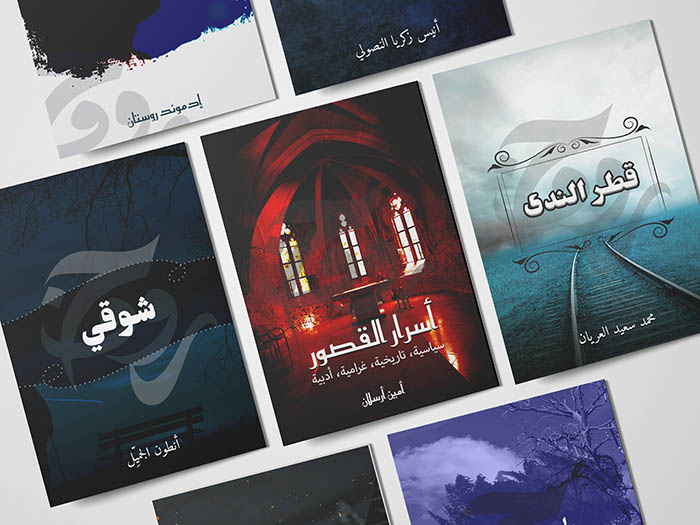 إدموند روستان
أنيس زكريا النصولي
قطر الندى
محمد سعيد العريان
أسرار القصور
سياسية، تاريخية، غرامية، أدبية
أمين أرسلان
شوقي
أنطون الجميّل